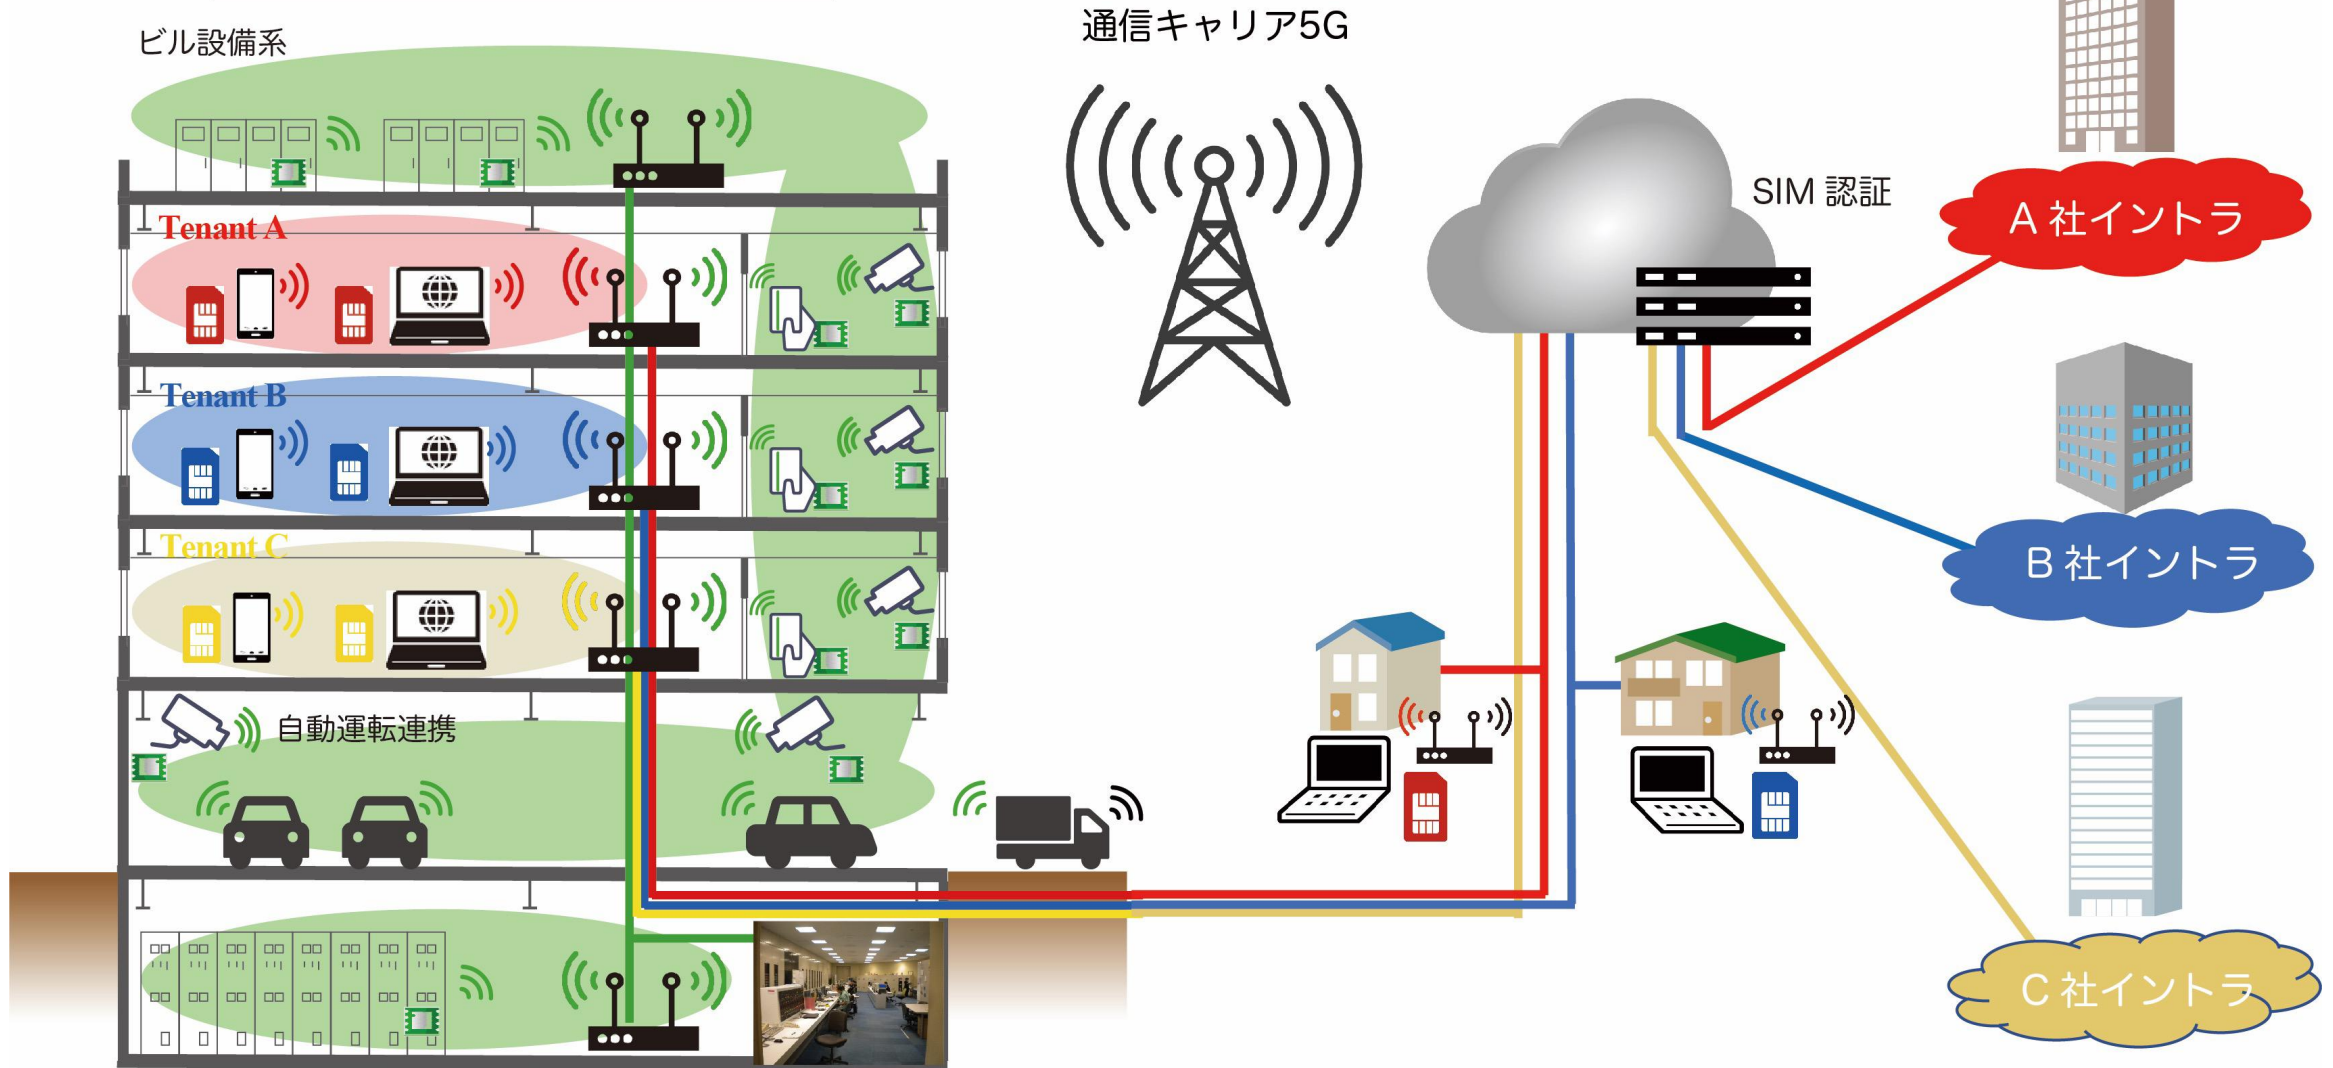 ビル設備系
通信キャリア5G
SIM 認証
A 社イントラ
Tenant A
Tenant B
B 社イントラ
Tenant C
自動運転連携
C 社イントラ